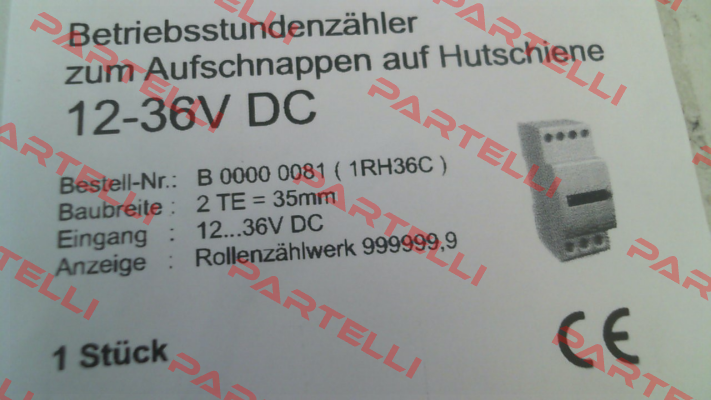 Betriebsstundenzähler
zum Aufschnappen auf Hutschiene
12-36V DC
Bestell-Nr.: B 0000 0081 ( 1RH36C )
Baubreite : 2 TE = 35mm
Eingang : 12...36V DC
Anzeige : Rollenzählwerk 999999,9
1 Stück
CE
PARTELLI
PARTELLI
PARTELLI
PARTELLI
PARTELLI
PARTELLI
PARTELLI